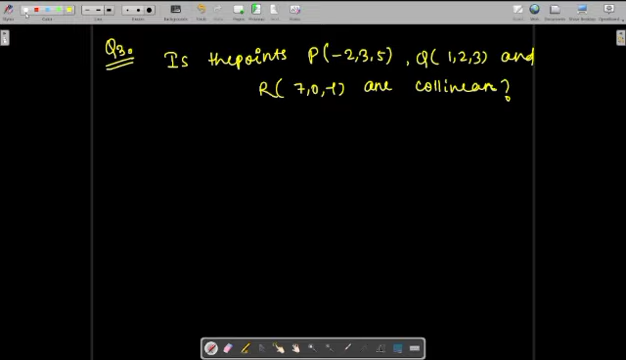 Q3. Is thepoints P(-2,3,5), Q(1,2,3) and
R(7,0,-1) are collinear?